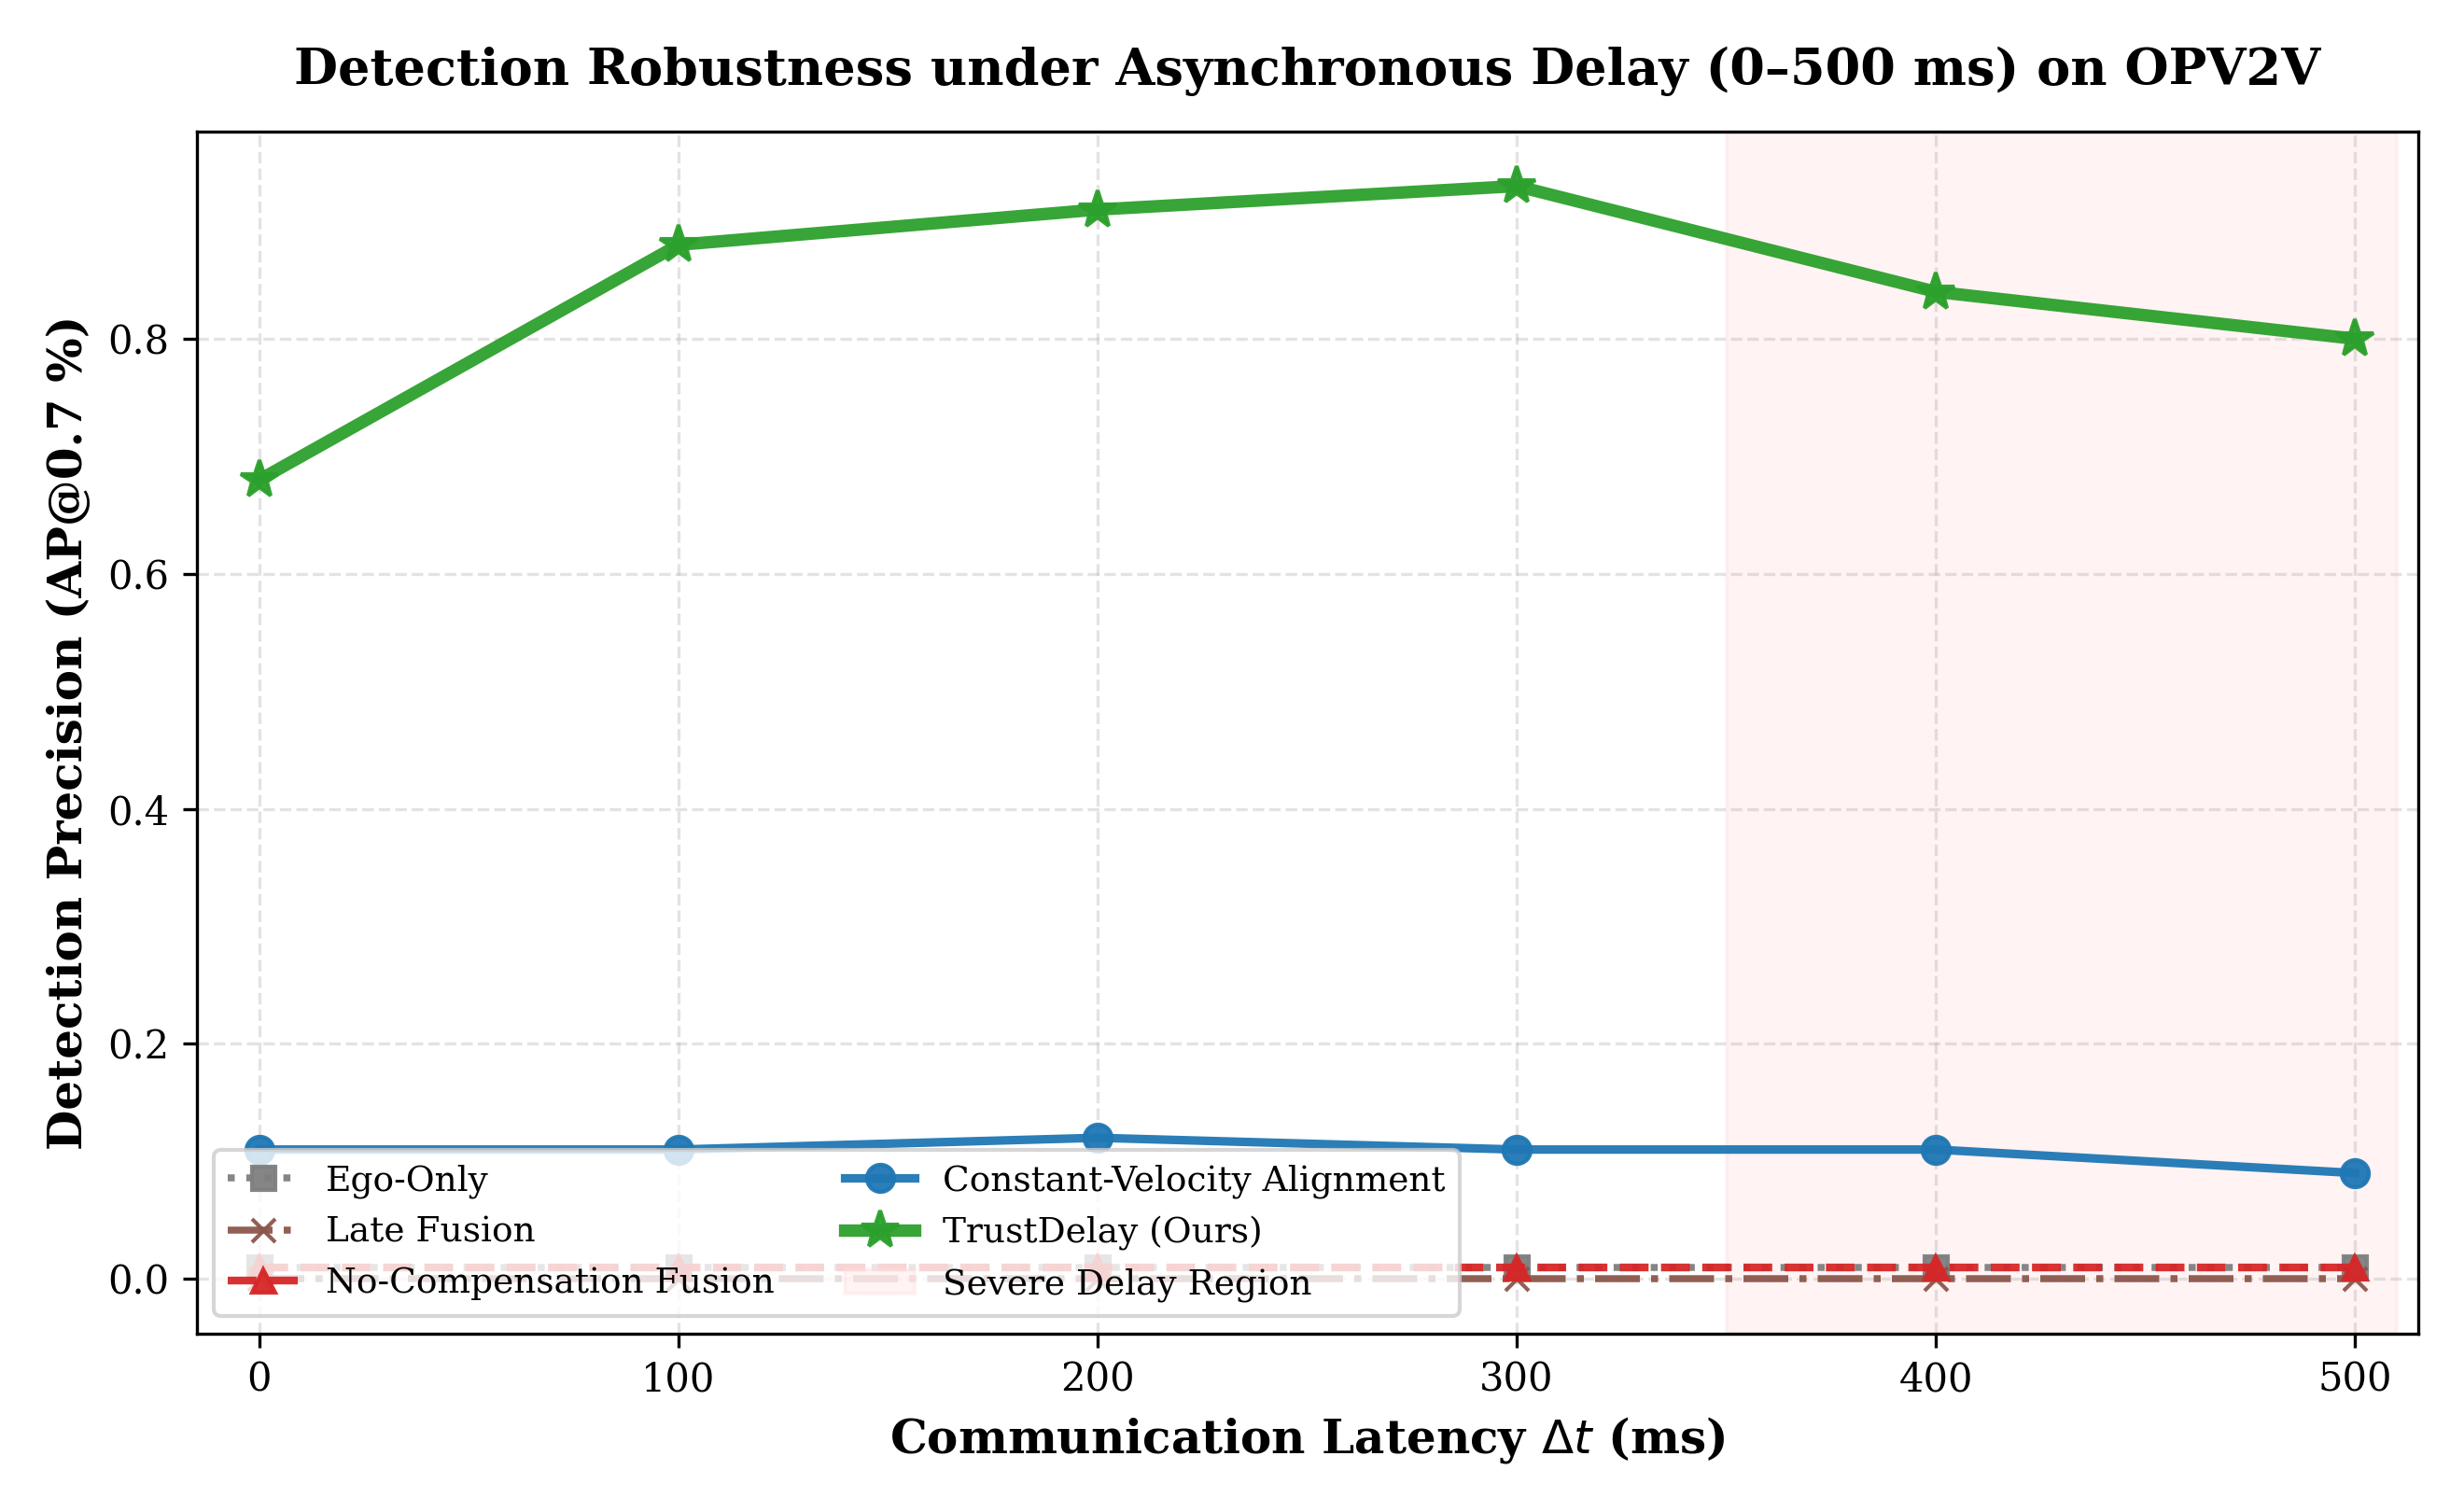 Detection Robustness under Asynchronous Delay (0–500 ms) on OPV2V
Detection Precision (AP@0.7 %)
0.8
0.6
0.4
0.2
0.0
Ego-Only
Late Fusion
No-Compensation Fusion
Constant-Velocity Alignment
TrustDelay (Ours)
Severe Delay Region
0 100 200 300 400 500
Communication Latency Δt (ms)